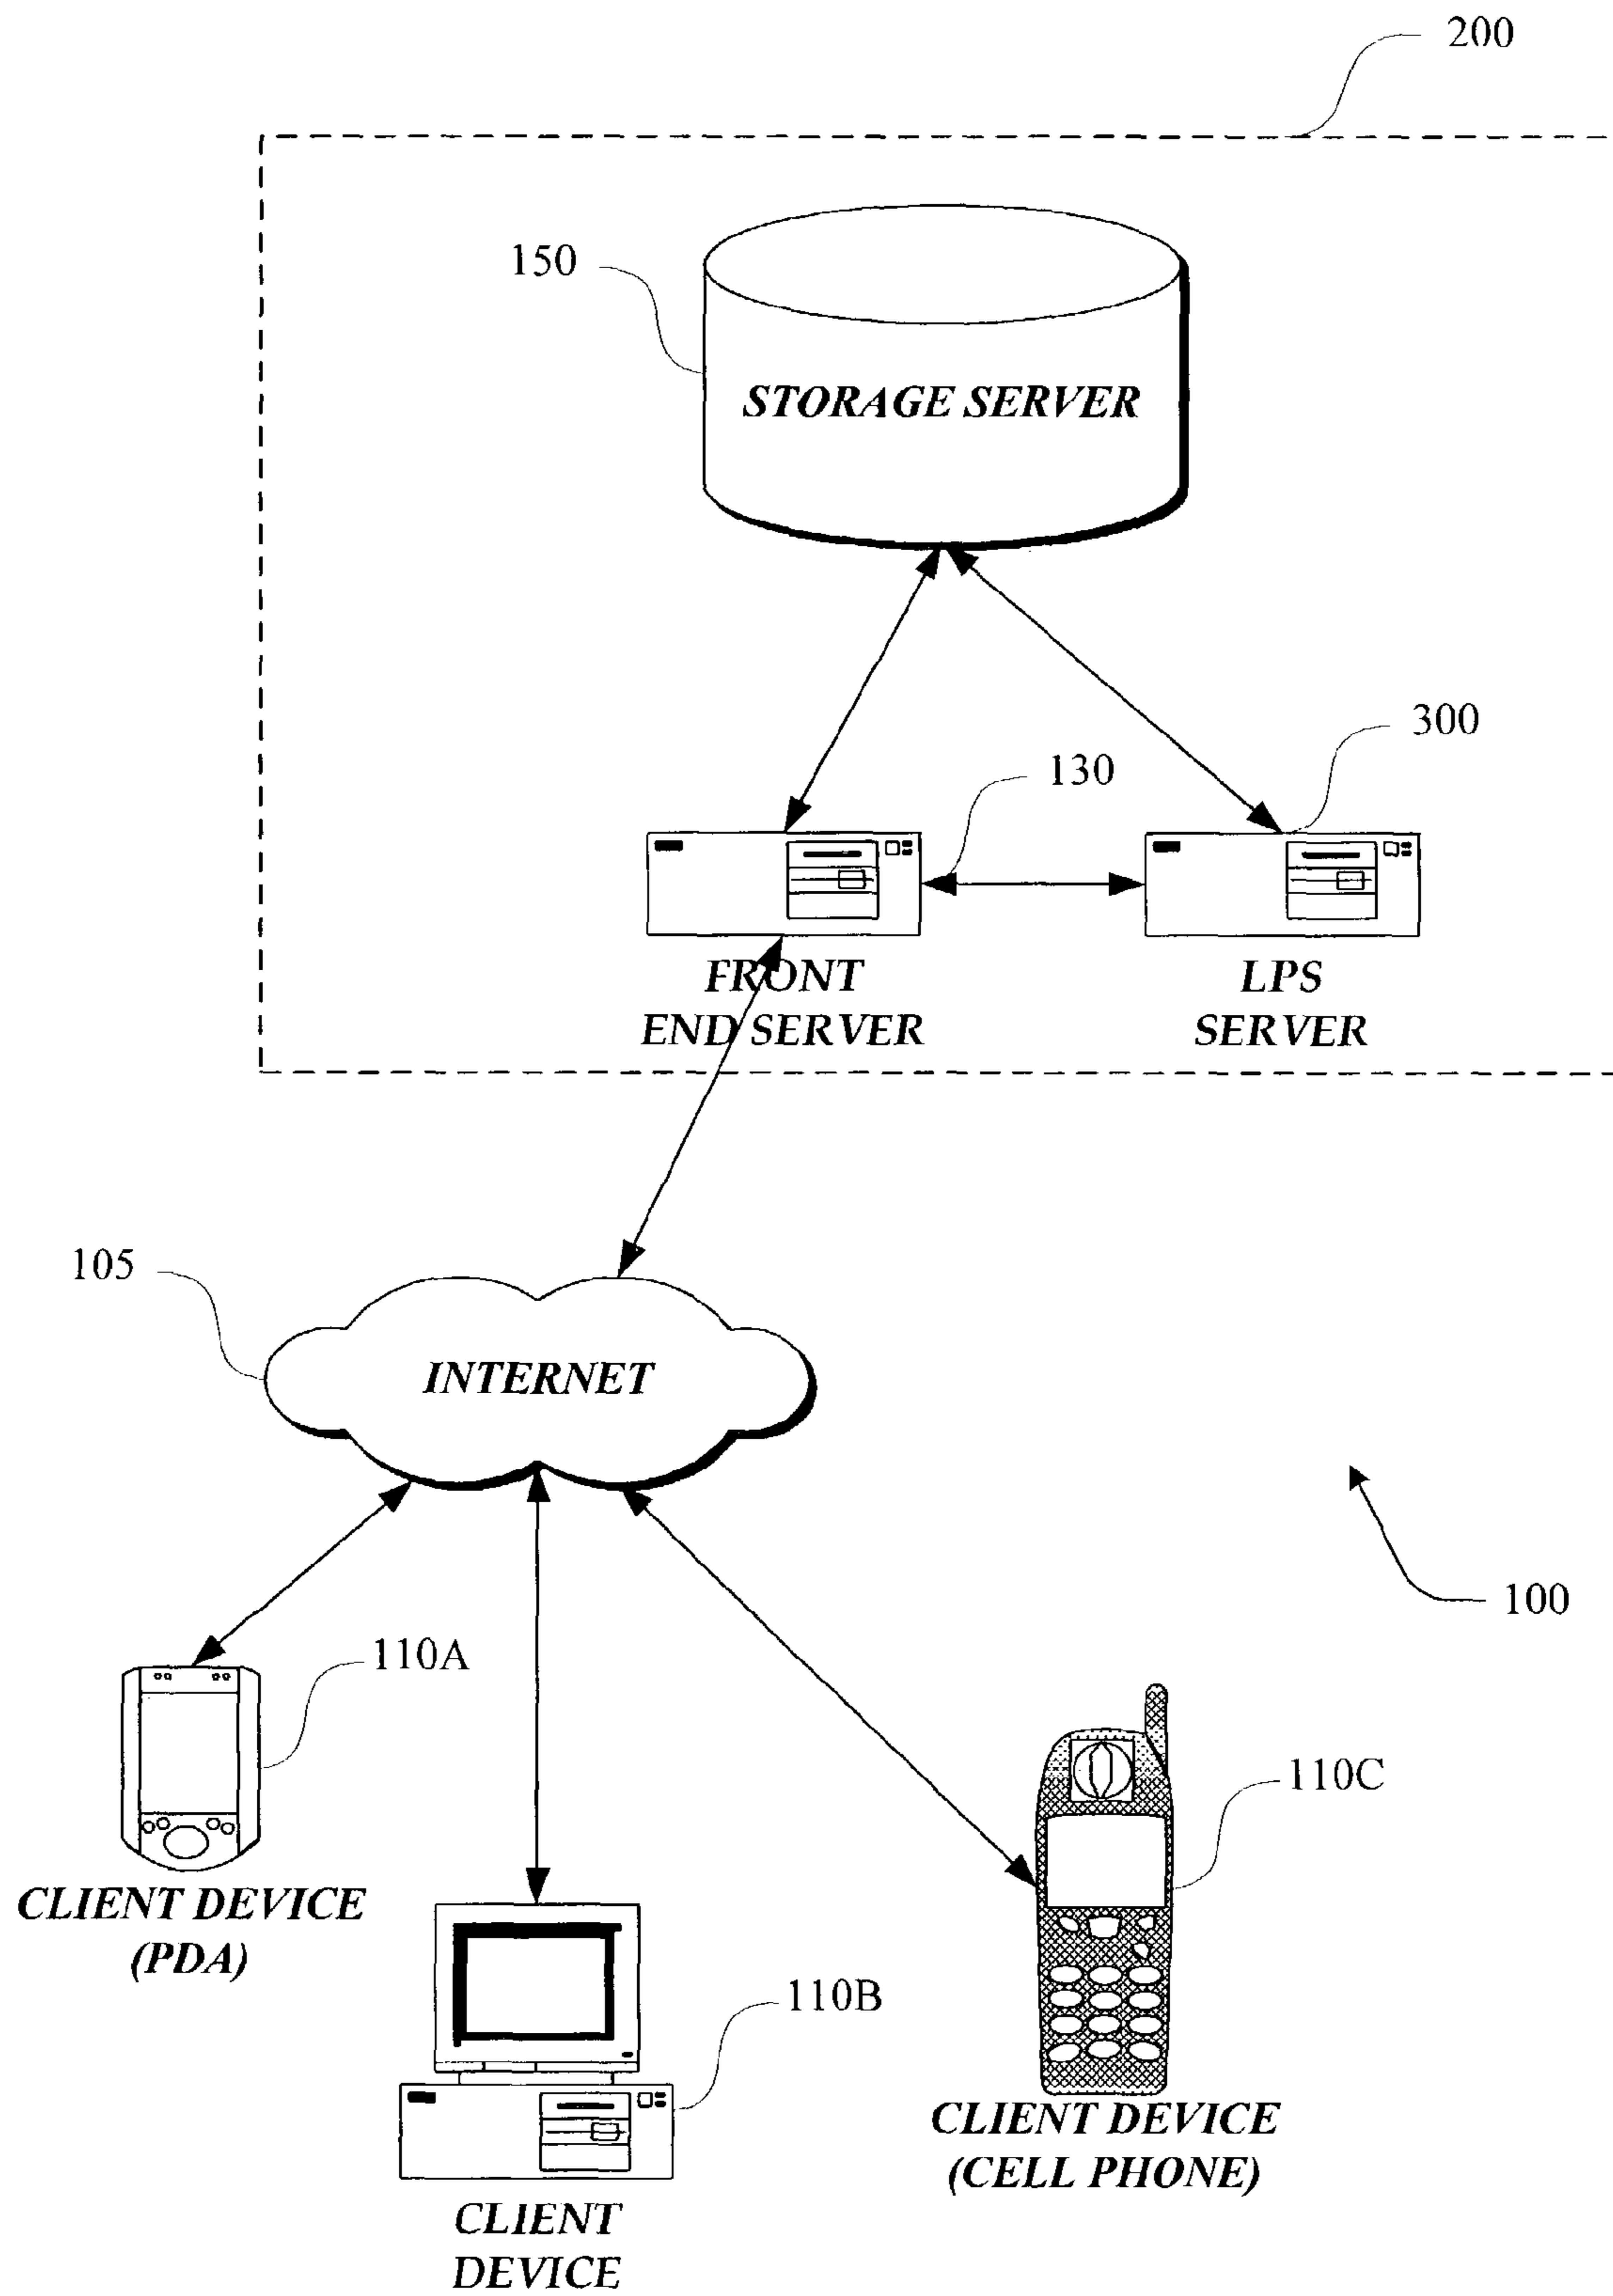 200
150
STORAGE SERVER
300
130
FRONT
END SERVER
LPS
SERVER
105
INTERNET
100
110A
110C
CLIENT DEVICE
(PDA)
110B
CLIENT DEVICE
(CELL PHONE)
CLIENT
DEVICE